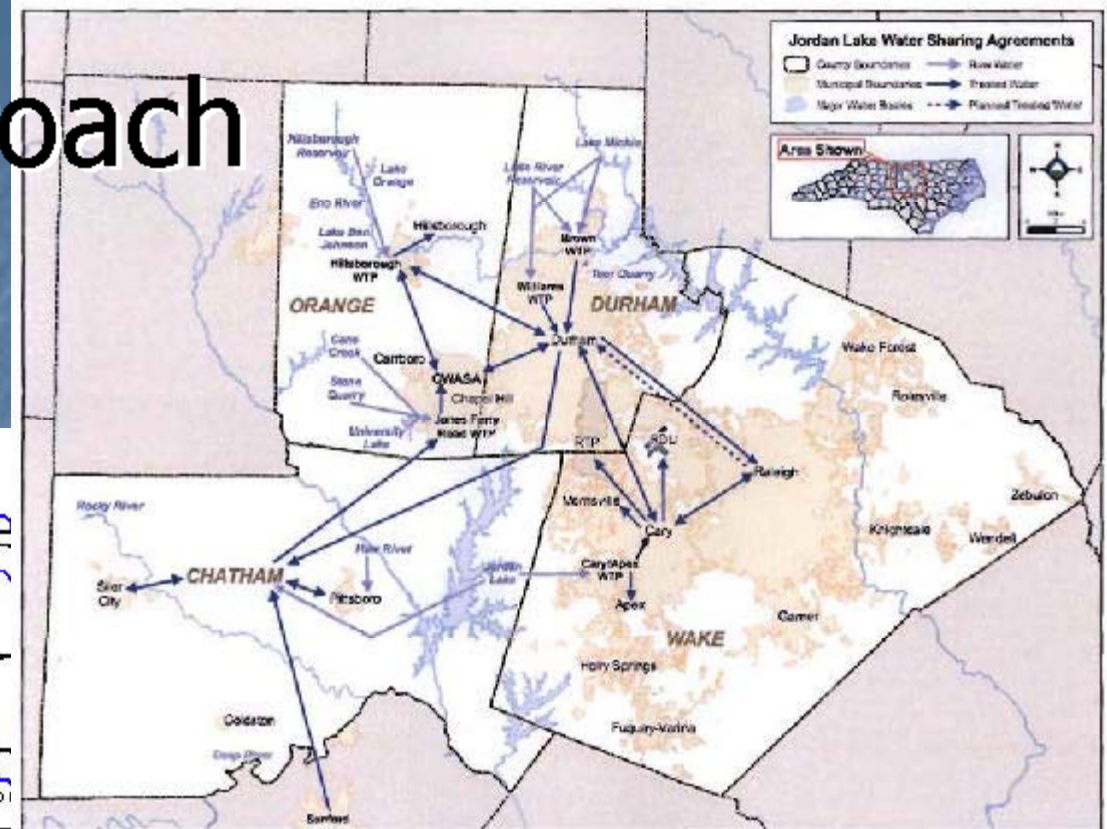 oach
Jordan Lake Water Sharing Agreements
County Boundaries
Raw Water
Municipal Boundaries
Treated Water
Major Water Basins
Planned Treated Water
Area Shown
Hillsborough
Reservoir
Lake
Orange
Eno River
Lake Ben
Johnson
Hillsborough
Hillsborough
WTP
ORANGE
Lake Michie
River
Reservoir
Brown
WTP
Teer Quarry
Williams
WTP
DURHAM
Durham
Cane
Creek
Carrboro
OWASA
Chapel Hill
Stone
Quarry
Jones Ferry
Road WTP
University
Lake
Wake Forest
Rolesville
RTP
RDU
Raleigh
Morrisville
Cary
Zebulon
Knightdale
Wendell
Rocky River
Haw River
Siler
City
CHATHAM
Pittsboro
Jordan
Lake
Cary/Apex
WTP
Apex
Garner
WAKE
Holly Springs
Fuquay-Varina
Goldston
Deep River
Sanford